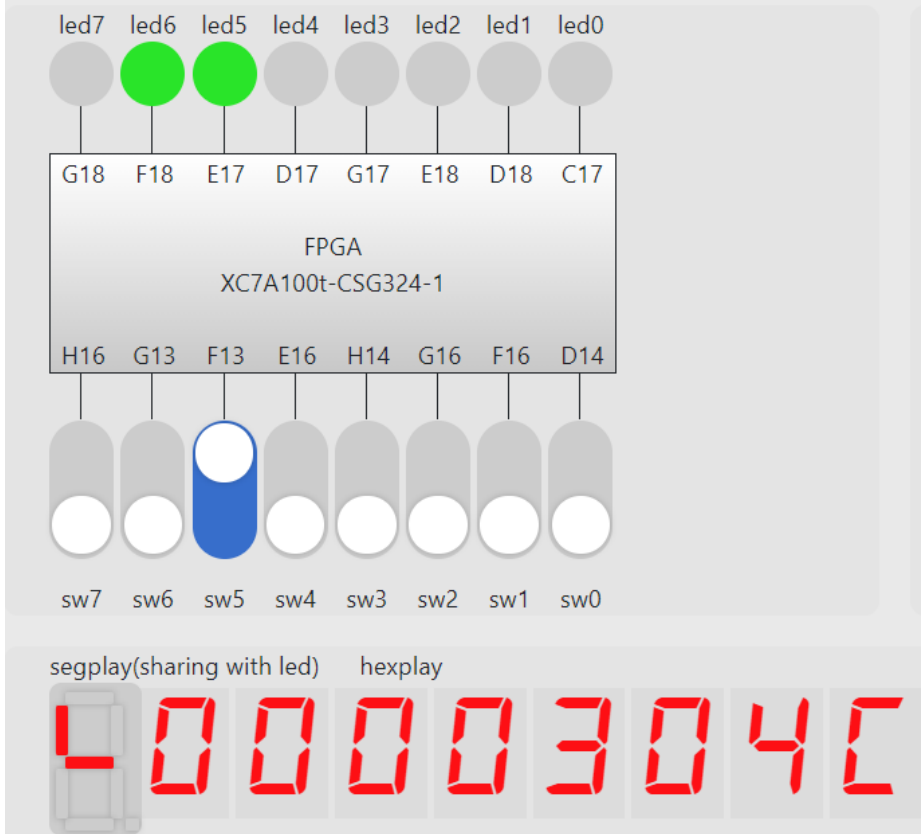 led7 led6 led5 led4 led3 led2 led1 led0
G18 F18 E17 D17 G17 E18 D18 C17
FPGA
XC7A100t-CSG324-1
H16 G13 F13 E16 H14 G16 F16 D14
sw7 sw6 sw5 sw4 sw3 sw2 sw1 sw0
segplay(sharing with led) hexplay
0000304C